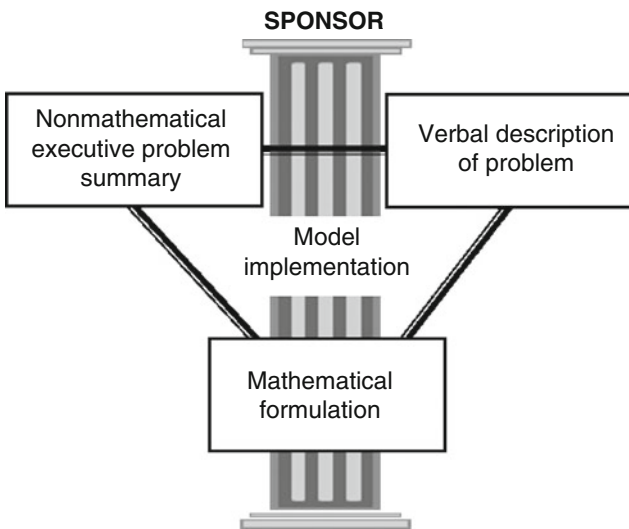 SPONSOR
Nonmathematical
executive problem
summary
Verbal description
of problem
Model
implementation
Mathematical
formulation